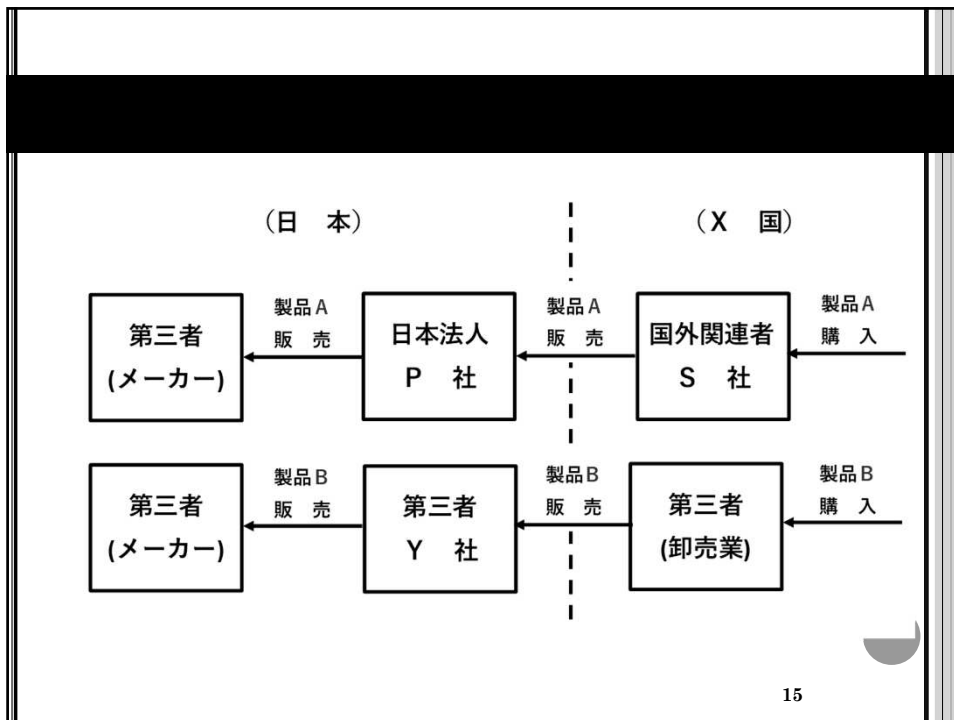 （日　本）
（X　国）
第三者
(メーカー)
製品A
販　売
日本法人
P　社
製品A
販　売
国外関連者
S　社
製品A
購　入
第三者
(メーカー)
製品B
販　売
第三者
Y　社
製品B
販　売
第三者
(卸売業)
製品B
購　入
15